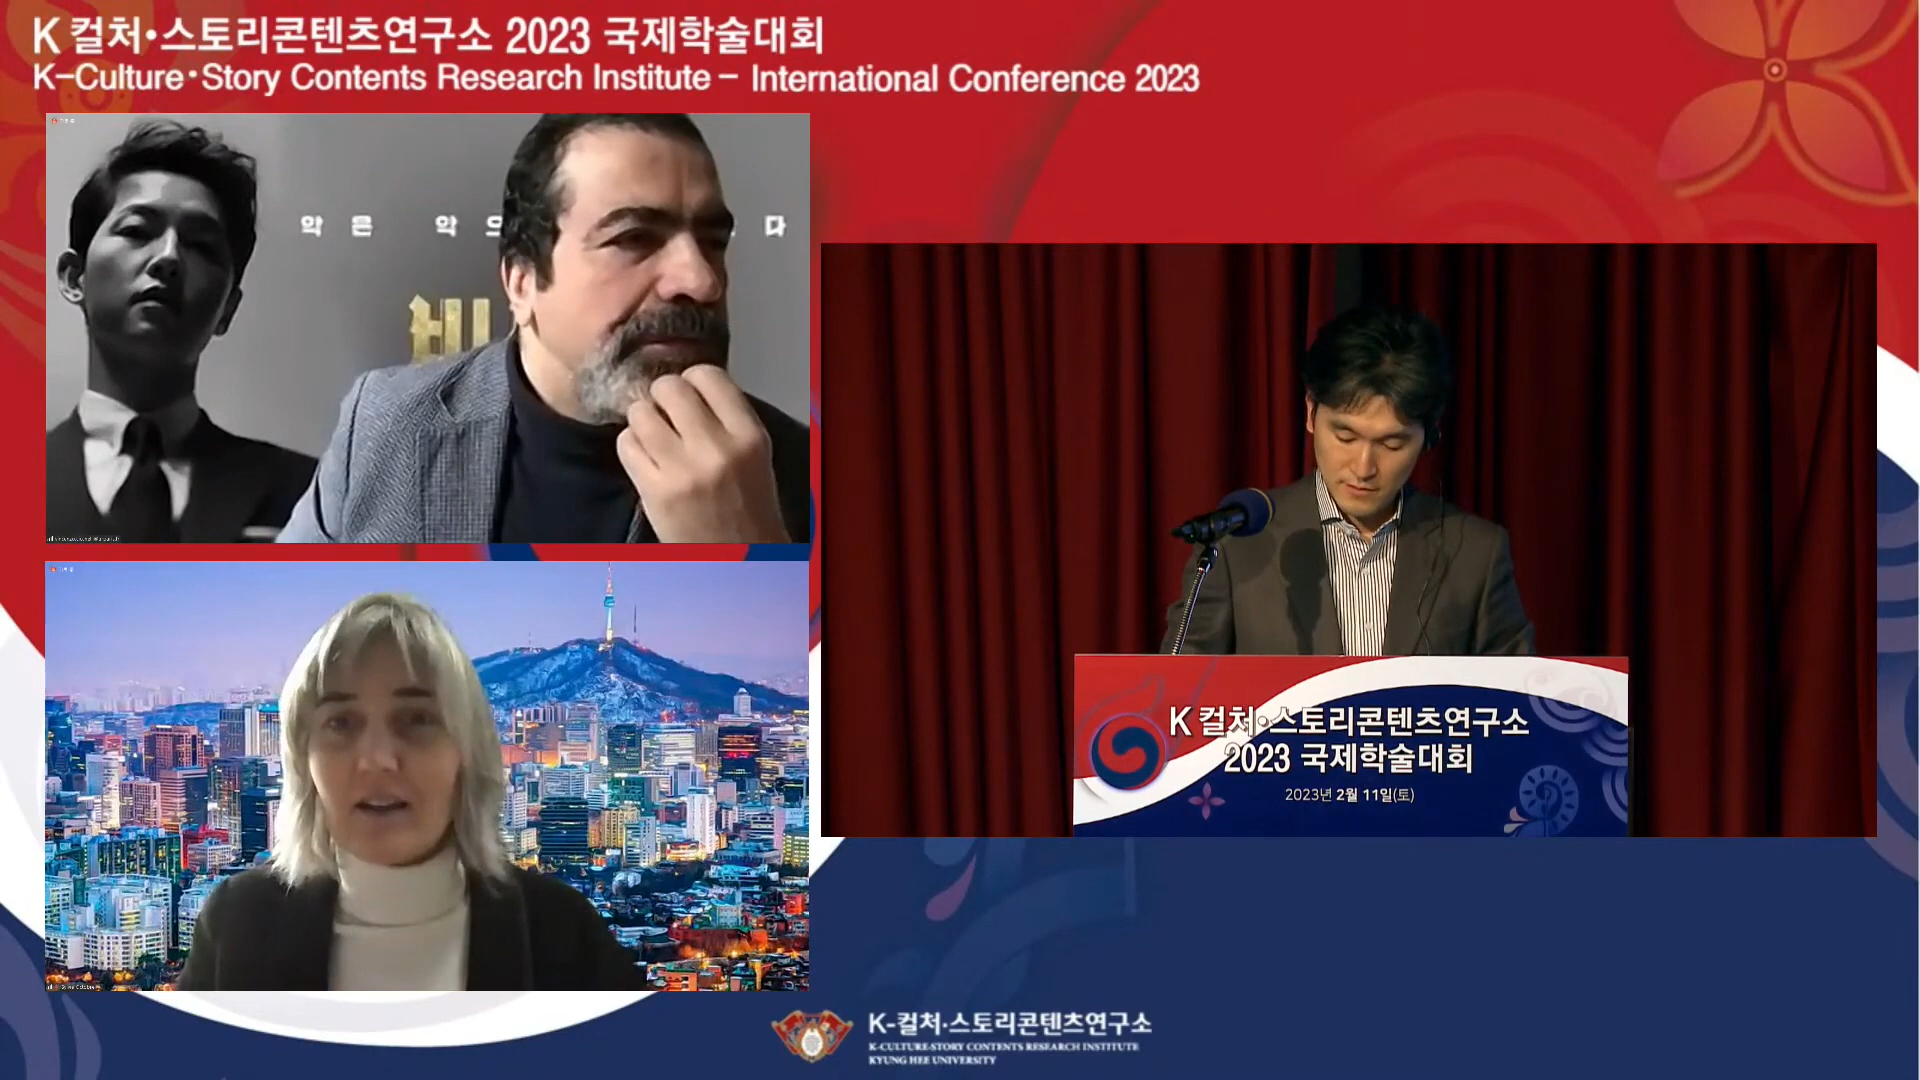 K 컬처·스토리콘텐츠연구소 2023 국제학술대회
K-Culture·Story Contents Research Institute - International Conference 2023
악 은 악 으 다
비
K 컬처·스토리콘텐츠연구소
2023 국제학술대회
2023년 2월 11일(토)
K-컬처·스토리콘텐츠연구소
K-CULTURE·STORY CONTENTS RESEARCH INSTITUTE
KYUNG HEE UNIVERSITY